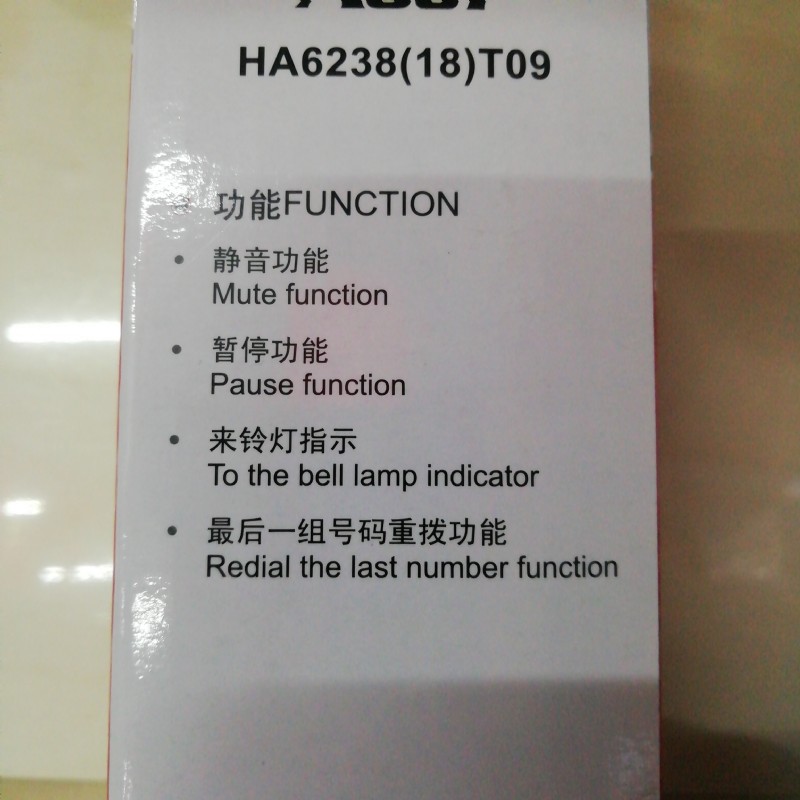 HA6238(18)T09
功能FUNCTION
静音功能
Mute function
暂停功能
Pause function
来铃灯指示
To the bell lamp indicator
最后一组号码重拨功能
Redial the last number function